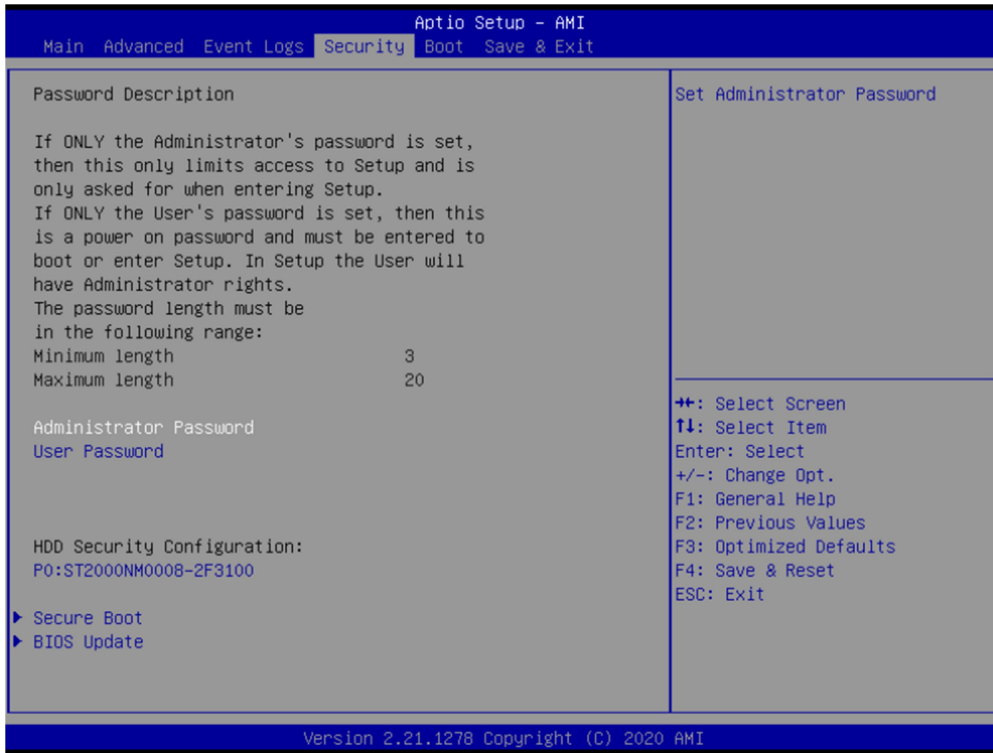 Aptio Setup – AMI
Main Advanced Event Logs Security Boot Save & Exit
Password Description
If ONLY the Administrator's password is set,
then this only limits access to Setup and is
only asked for when entering Setup.
If ONLY the User's password is set, then this
is a power on password and must be entered to
boot or enter Setup. In Setup the User will
have Administrator rights.
The password length must be
in the following range:
Minimum length 3
Maximum length 20
Administrator Password
User Password
HDD Security Configuration:
P0:ST2000NM0008-2F3100
▶ Secure Boot
▶ BIOS Update
Set Administrator Password
→←: Select Screen
↑↓: Select Item
Enter: Select
+/-: Change Opt.
F1: General Help
F2: Previous Values
F3: Optimized Defaults
F4: Save & Reset
ESC: Exit
Version 2.21.1278 Copyright (C) 2020 AMI